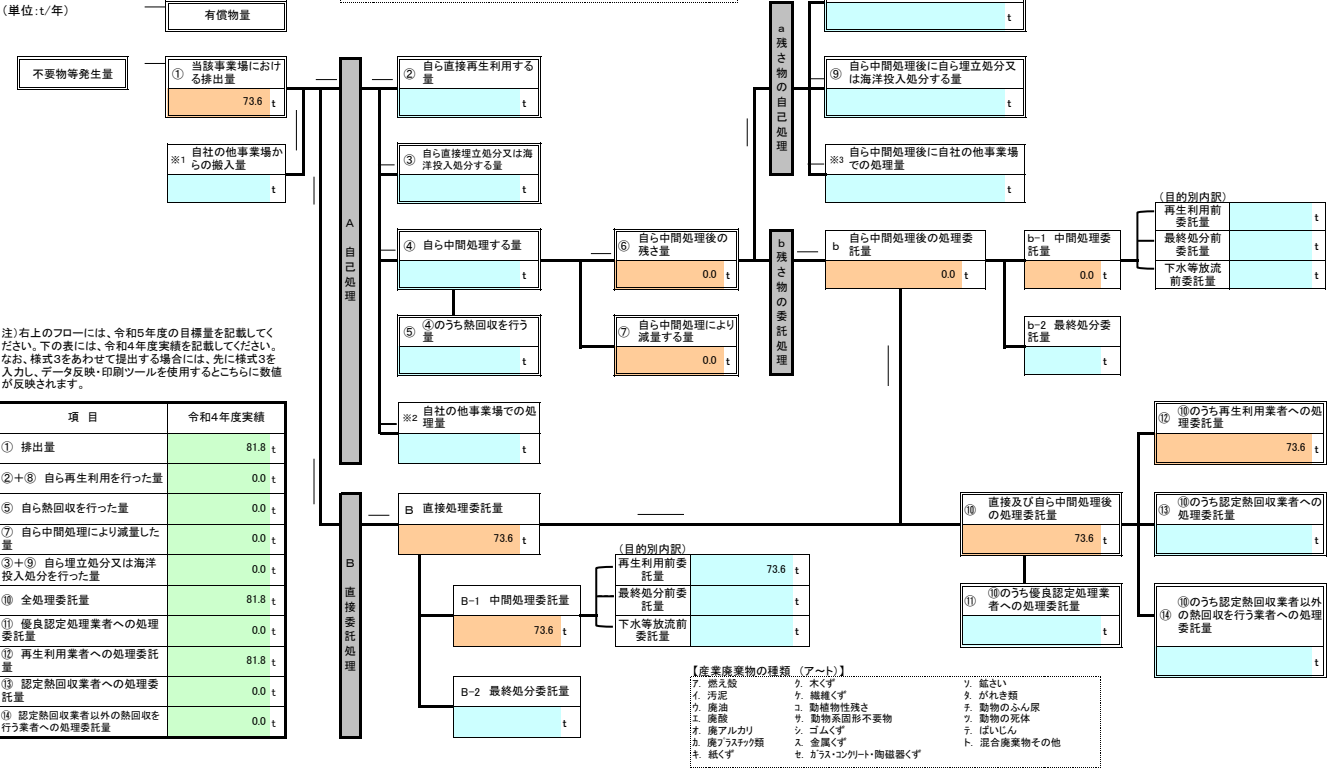 (単位:t/年)
有償物量
t
不要物等発生量
① 当該事業場におけ
る排出量
73.6 t
※1 自社の他事業場か
らの搬入量
t
A 自己処理
② 自ら直接再生利用する
量
t
③ 自ら直接埋立処分又は海
洋投入処分する量
t
④ 自ら中間処理する量
t
⑤ ④のうち熱回収を行う
量
t
※2 自社の他事業場での処
理量
t
⑥ 自ら中間処理後の
残さ量
0.0 t
⑦ 自ら中間処理により
減量する量
0.0 t
a 残さ物の自己処理
⑨ 自ら中間処理後に自ら埋立処分又
は海洋投入処分する量
t
※3 自ら中間処理後に自社の他事業場
での処理量
t
b 残さ物の委託処理
b 自ら中間処理後の処理委
託量
0.0 t
b-1 中間処理委
託量
0.0 t
(目的別内訳)
再生利用前
委託量
t
最終処分前
委託量
t
下水等放流
前委託量
t
b-2 最終処分委
託量
t
注)右上のフローには、令和5年度の目標量を記載してく
ださい。下の表には、令和4年度実績を記載してください。
なお、様式3をあわせて提出する場合には、先に様式3を
入力し、データ反映・印刷ツールを使用するとこちらに数値
が反映されます。
項 目 令和4年度実績
① 排出量 81.8 t
②+⑧ 自ら再生利用を行った量 0.0 t
⑤ 自ら熱回収を行った量 0.0 t
⑦ 自ら中間処理により減量した
量 0.0 t
③+⑨ 自ら埋立処分又は海洋
投入処分を行った量 0.0 t
⑩ 全処理委託量 81.8 t
⑪ 優良認定処理業者への処理
委託量 0.0 t
⑫ 再生利用業者への処理委託
量 81.8 t
⑬ 認定熱回収業者への処理委
託量 0.0 t
⑭ 認定熱回収業者以外の熱回収を
行う業者への処理委託量 0.0 t
B 直接委託処理
B 直接処理委託量
73.6 t
B-1 中間処理委託量
73.6 t
(目的別内訳)
再生利用前委
託量
73.6 t
最終処分前委
託量
t
下水等放流前
委託量
t
B-2 最終処分委託量
t
⑩ 直接及び自ら中間処理後
の処理委託量
73.6 t
⑪ ⑩のうち優良認定処理業
者への処理委託量
t
⑫ ⑩のうち再生利用業者への処
理委託量
73.6 t
⑬ ⑩のうち認定熱回収業者への
処理委託量
t
⑭ ⑩のうち認定熱回収業者以外
の熱回収を行う業者への処理
委託量
t
【産業廃棄物の種類 (ア~ト)】
ア. 燃え殻
イ. 汚泥
ウ. 廃油
エ. 廃酸
オ. 廃アルカリ
カ. 廃プラスチック類
キ. 紙くず
ク. 木くず
ケ. 繊維くず
コ. 動植物性残さ
サ. 動物系固形不要物
シ. ゴムくず
ス. 金属くず
セ. ガラス・コンクリート・陶磁器くず
ソ. 鉱さい
タ. がれき類
チ. 動物のふん尿
ツ. 動物の死体
テ. ばいじん
ト. 混合廃棄物その他